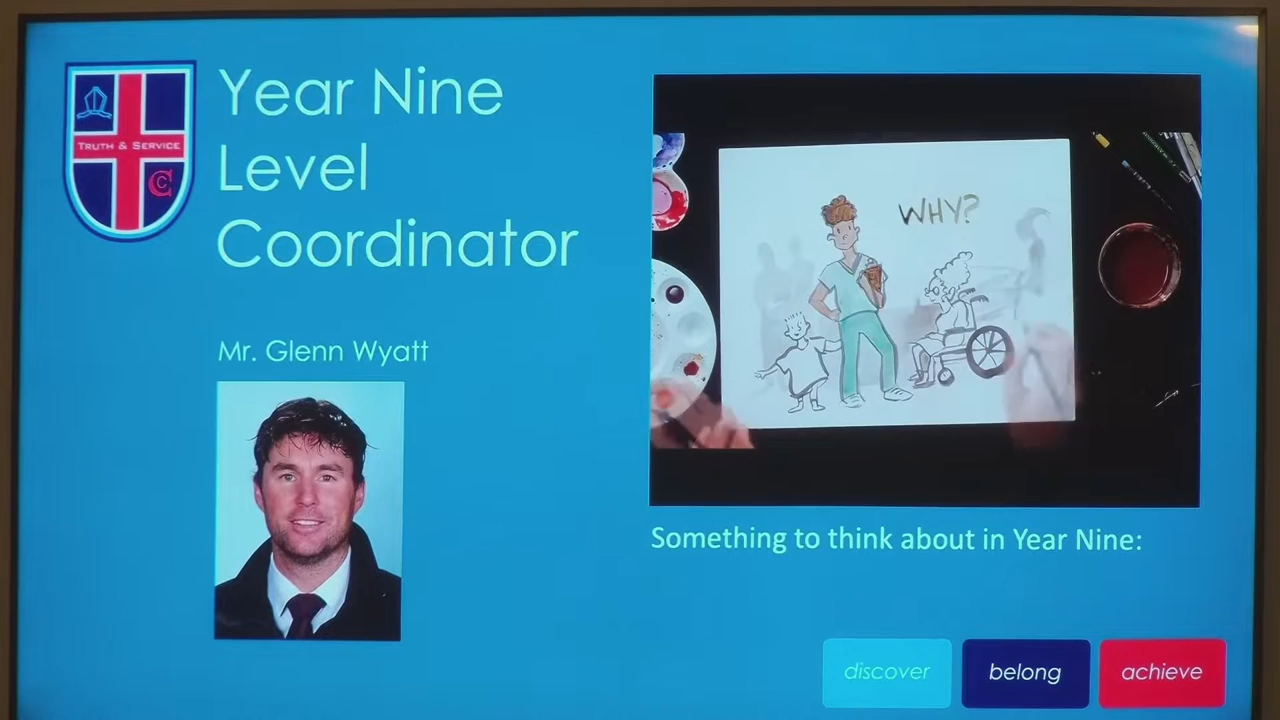 Year Nine
Level
Coordinator
TRUTH & SERVICE
CC
Mr. Glenn Wyatt
WHY?
Something to think about in Year Nine:
discover
belong
achieve